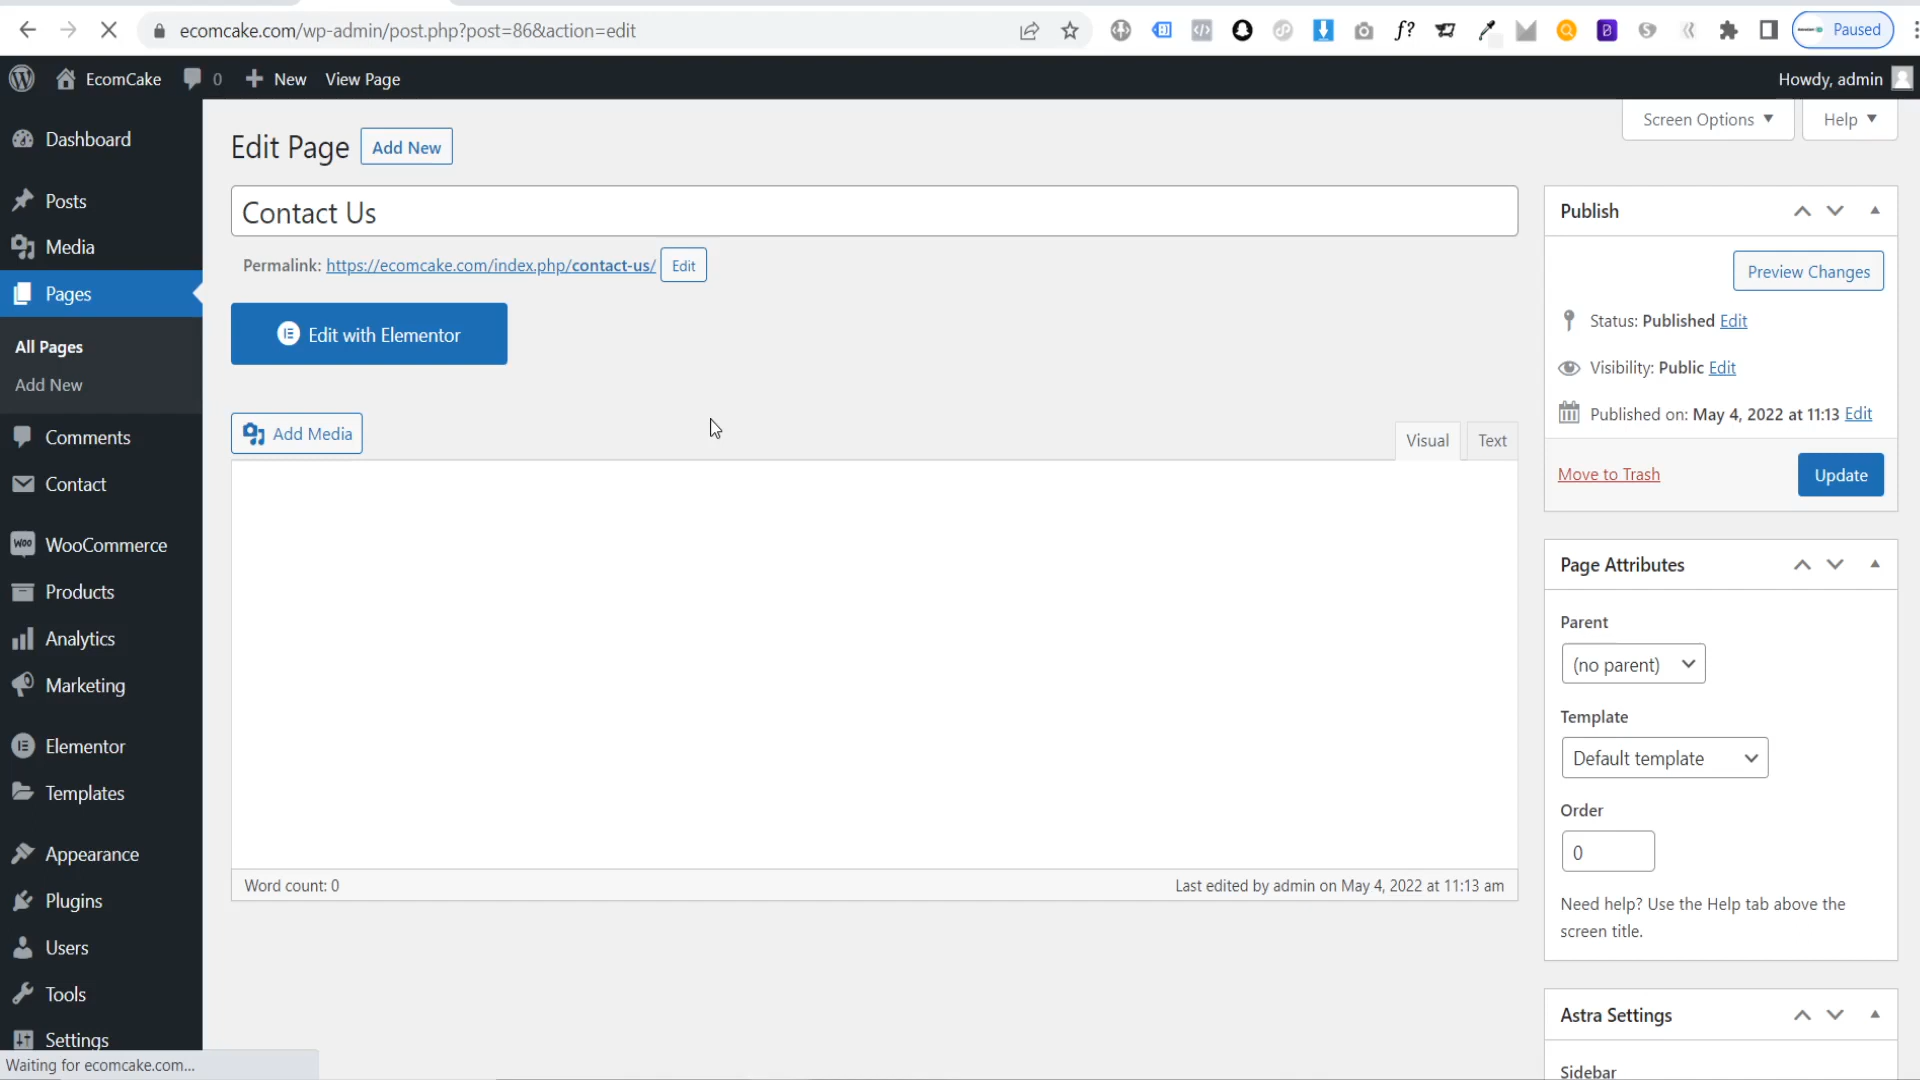 ecomcake.com/wp-admin/post.php?post=86&action=edit
Paused
EcomCake
0
New
View Page
Howdy, admin
Dashboard
Posts
Media
Pages
All Pages
Add New
Comments
Contact
WooCommerce
Products
Analytics
Marketing
Elementor
Templates
Appearance
Plugins
Users
Tools
Settings
Waiting for ecomcake.com...
Screen Options
Help
Edit Page
Add New
Contact Us
Permalink: https://ecomcake.com/index.php/contact-us/ Edit
Edit with Elementor
Add Media
Visual
Text
Word count: 0
Last edited by admin on May 4, 2022 at 11:13 am
Publish
Preview Changes
Status: Published Edit
Visibility: Public Edit
Published on: May 4, 2022 at 11:13 Edit
Move to Trash
Update
Page Attributes
Parent
(no parent)
Template
Default template
Order
0
Need help? Use the Help tab above the
screen title.
Astra Settings
Sidebar